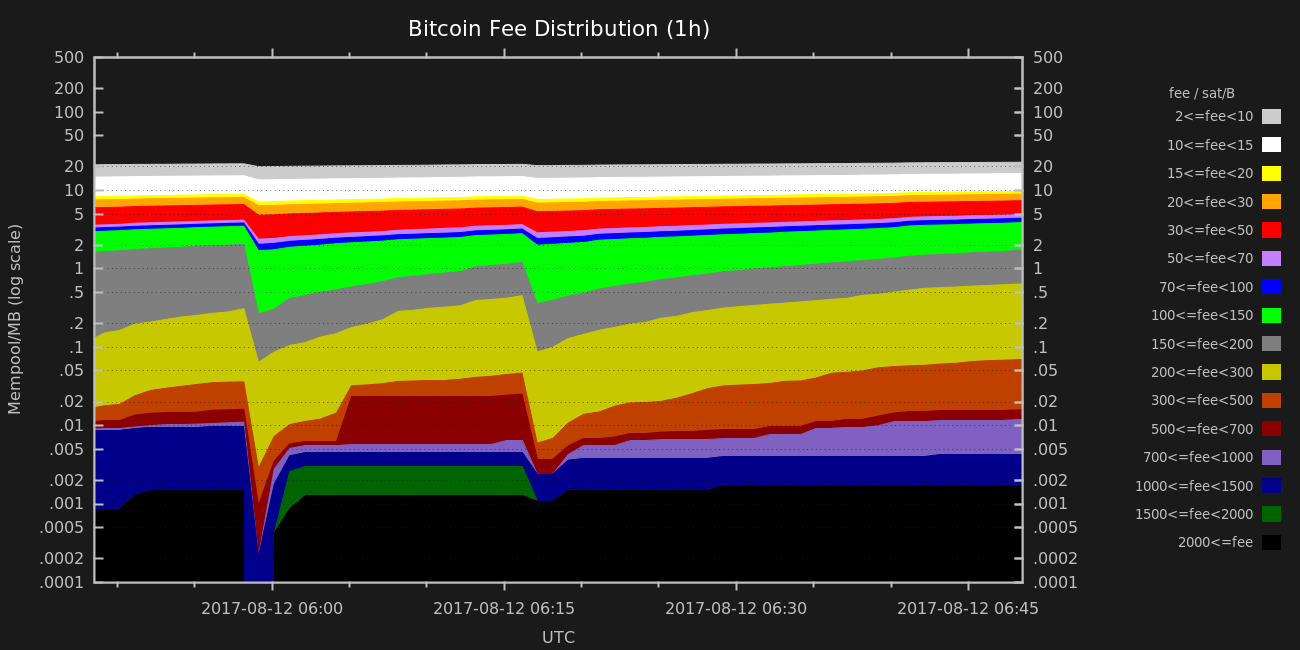 Bitcoin Fee Distribution (1h)
Mempool/MB (log scale)
500
200
100
50
20
10
5
2
1
.5
.2
.1
.05
.02
.01
.005
.002
.001
.0005
.0002
.0001
500
200
100
50
20
10
5
2
1
.5
.2
.1
.05
.02
.01
.005
.002
.001
.0005
.0002
.0001
fee / sat/B
2<=fee<10
10<=fee<15
15<=fee<20
20<=fee<30
30<=fee<50
50<=fee<70
70<=fee<100
100<=fee<150
150<=fee<200
200<=fee<300
300<=fee<500
500<=fee<700
700<=fee<1000
1000<=fee<1500
1500<=fee<2000
2000<=fee
2017-08-12 06:00 2017-08-12 06:15 2017-08-12 06:30 2017-08-12 06:45
UTC